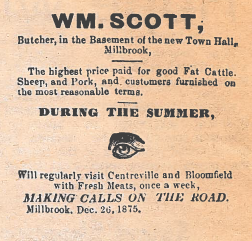 WM. SCOTT,
Butcher, in the Basement of the new Town Hall,
Millbrook,
The highest price paid for good Fat Cattle.
Sheep, and Pork, and customers furnished on
the most reasonable terms.
DURING THE SUMMER,
Will regularly visit Centreville and Bloomfield
with Fresh Meats, once a week,
MAKING CALLS ON THE ROAD.
Millbrook, Dec. 26, 1875.